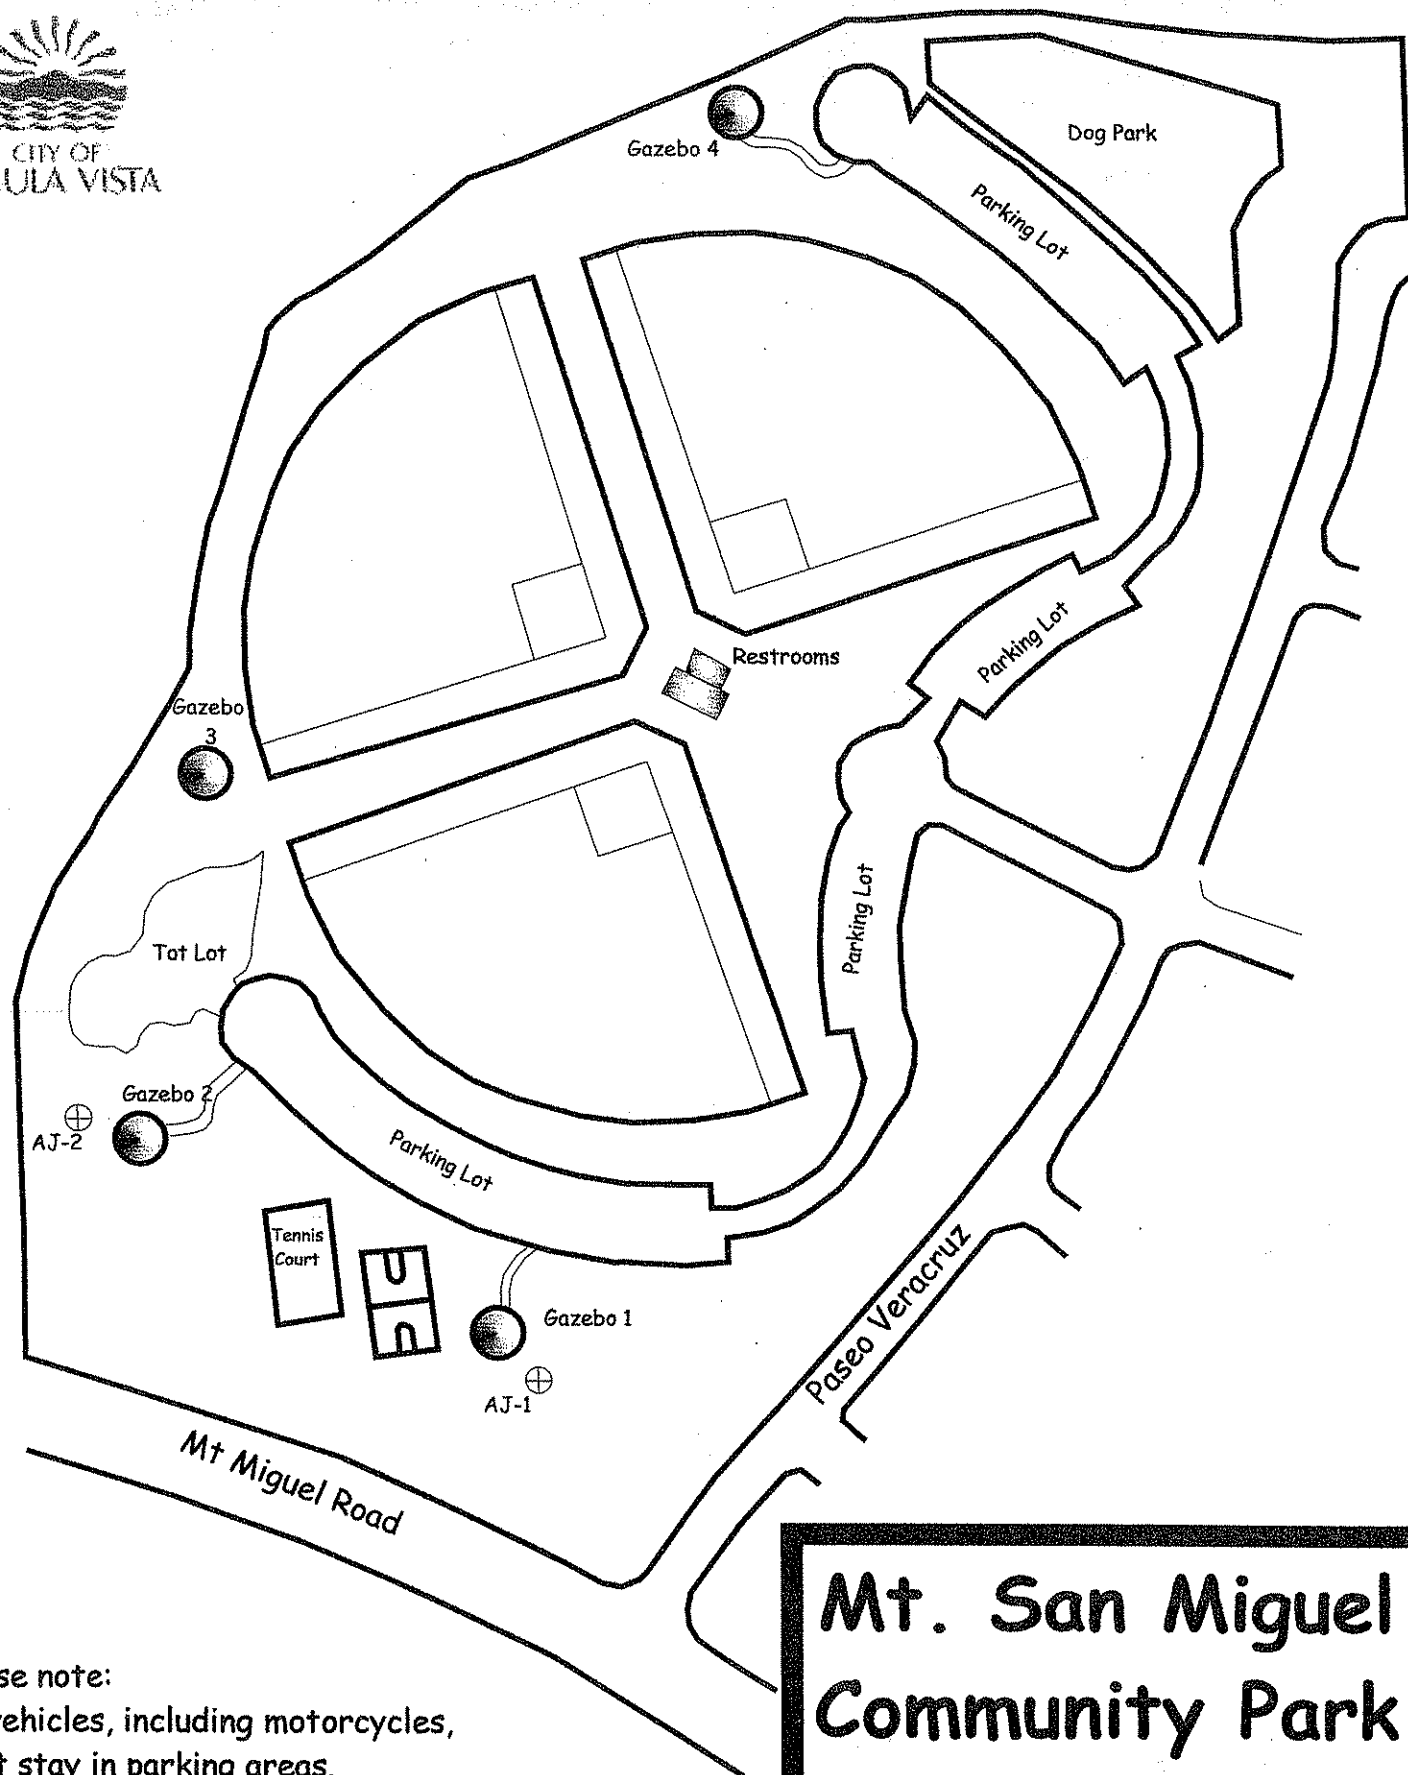 CITY OF
ULA VISTA
Gazebo 4
Dog Park
Parking Lot
Restrooms
Parking Lot
Gazebo
3
Parking Lot
Tot Lot
Gazebo 2
AJ-2
Parking Lot
Tennis
Court
Gazebo 1
AJ-1
Paseo Veracruz
Mt Miguel Road
Mt. San Miguel
Community Park
se note:
vehicles, including motorcycles,
t stay in parking areas.